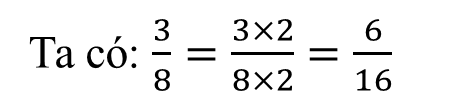 Ta có: 3/8 = 3×2/8×2 = 6/16